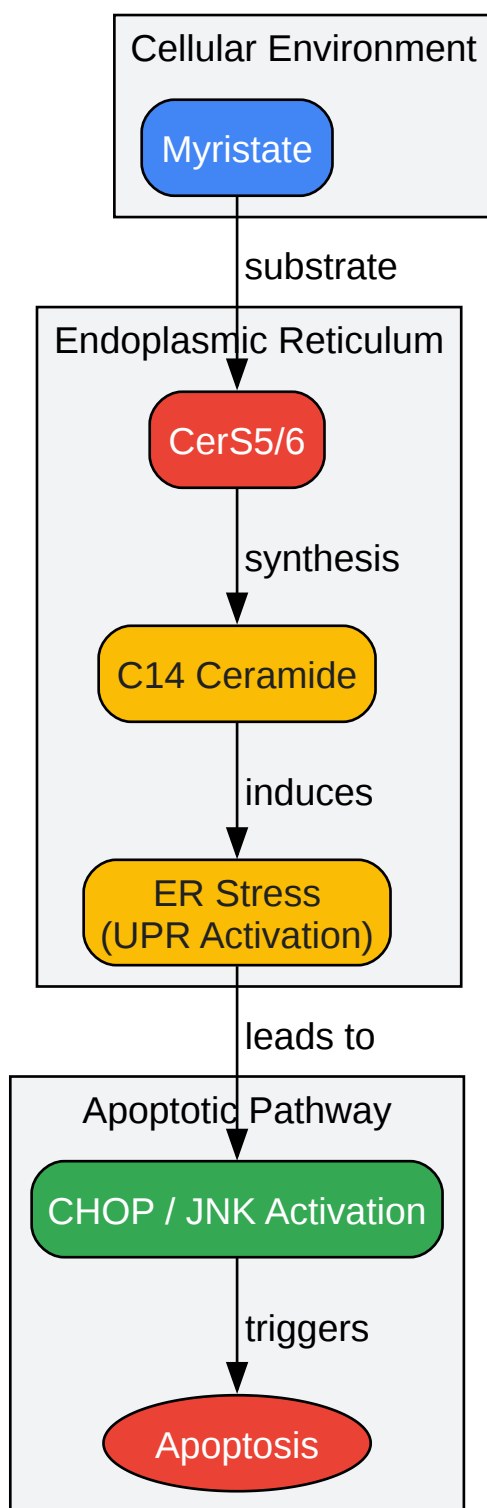 Cellular Environment
Myristate
substrate
Endoplasmic Reticulum
CerS5/6
synthesis
C14 Ceramide
induces
ER Stress
(UPR Activation)
leads to
Apoptotic Pathway
CHOP / JNK Activation
triggers
Apoptosis